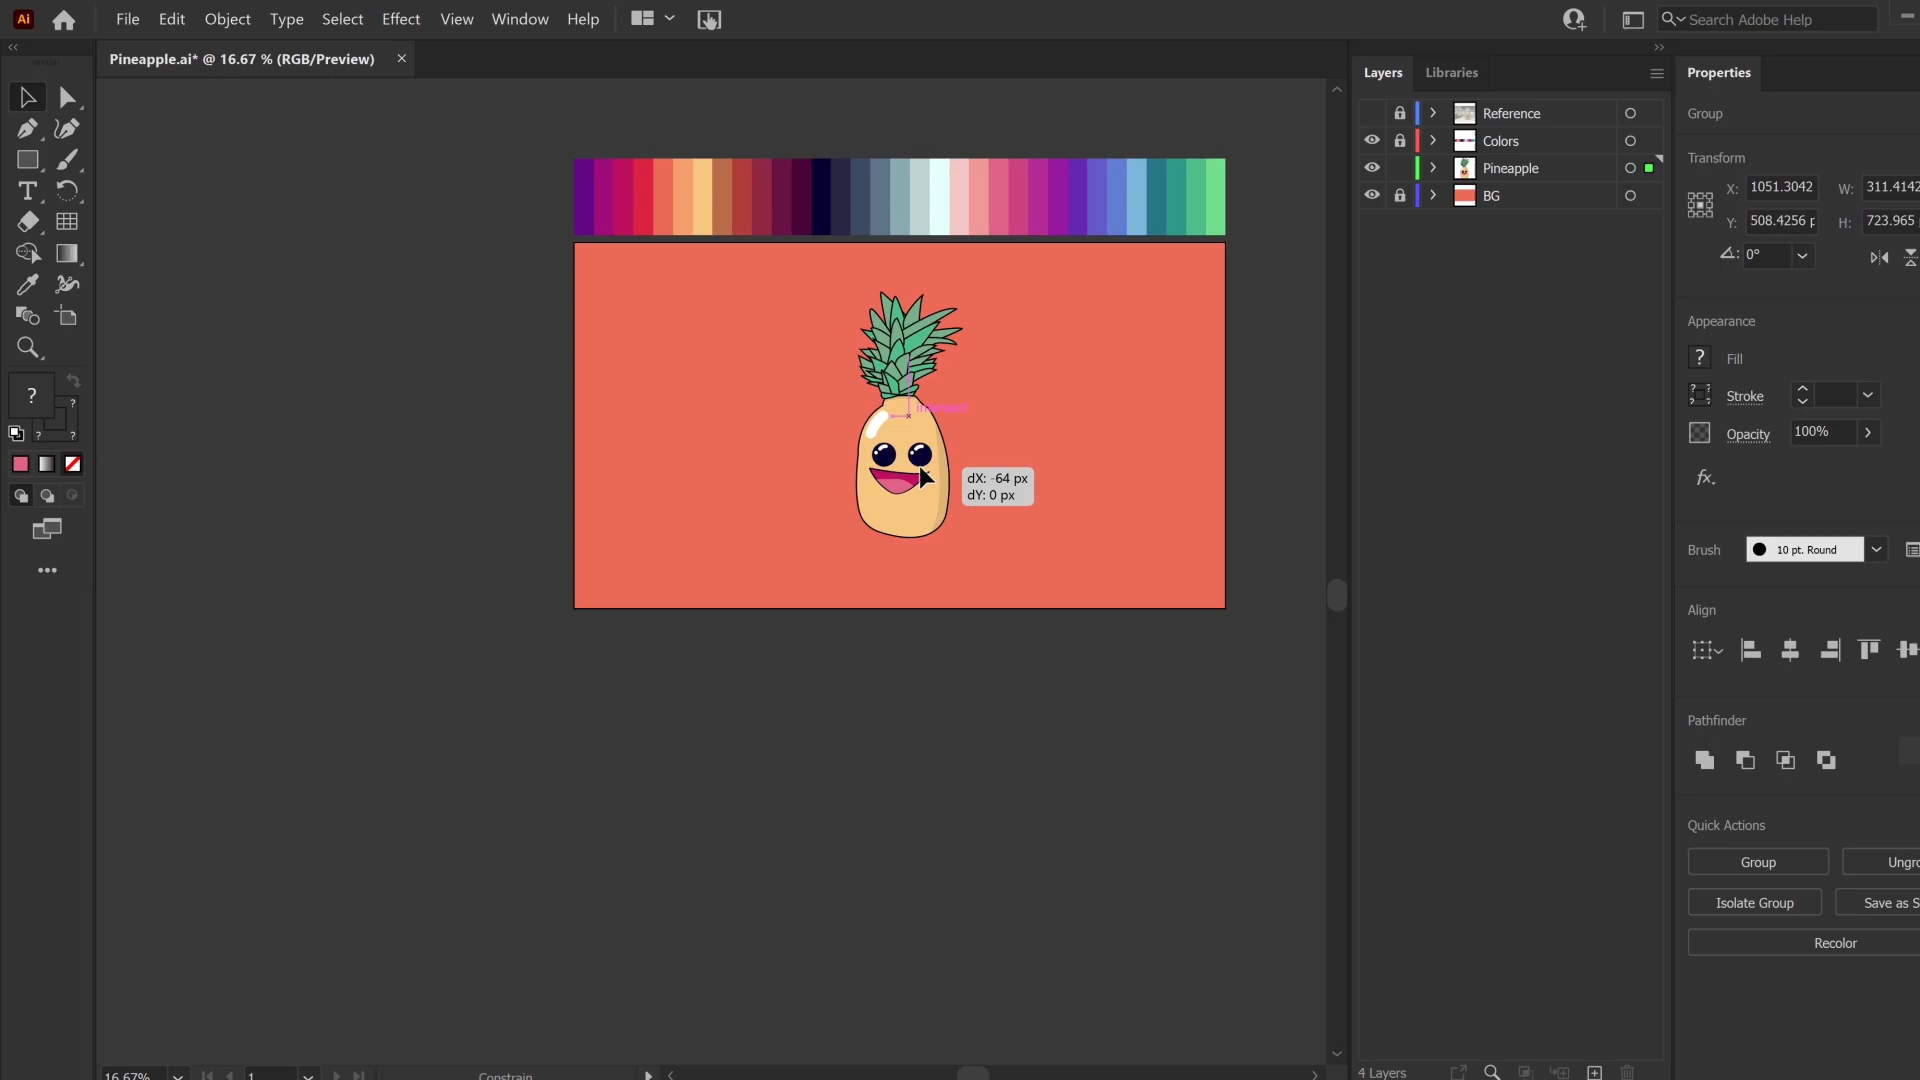 Ai File Edit Object Type Select Effect View Window Help Search Adobe Help
Pineapple.ai* @ 16.67 % (RGB/Preview) ×
Layers Libraries
Reference
Colors
Pineapple
BG
4 Layers
Properties
Group
Transform
X: 1051.3042 W: 311.4142
Y: 508.4256 p H: 723.965
0°
Appearance
? Fill
Stroke
Opacity 100%
fx.
Brush 10 pt. Round
Align
Pathfinder
Quick Actions
Group Ungro
Isolate Group Save as S
Recolor
dX: -64 px
dY: 0 px
?
?
? ?
16.67% 1 Constrain